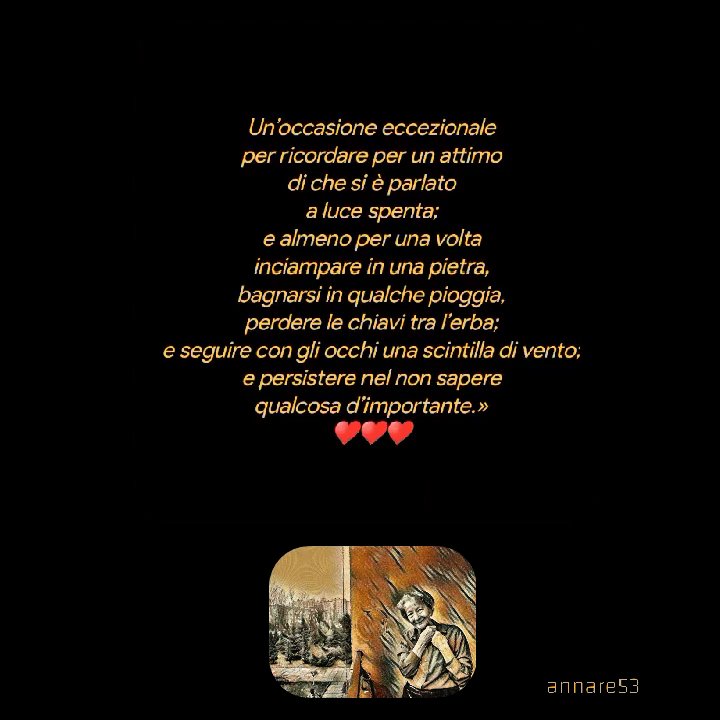 Un'occasione eccezionale
per ricordare per un attimo
di che si è parlato
a luce spenta;
e almeno per una volta
inciampare in una pietra,
bagnarsi in qualche pioggia,
perdere le chiavi tra l'erba;
e seguire con gli occhi una scintilla di vento;
e persistere nel non sapere
qualcosa d'importante.»
♥️♥️♥️
annare53